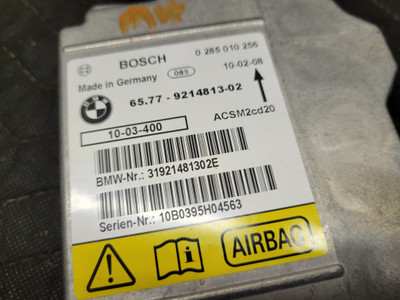 BOSCH 0 285 010 256
Made in Germany 085 10-02-08
BMW
65.77 - 9214813-02
10-03-400 ACSM2cd20
BMW-Nr.: 31921481302E
Serien-Nr.: 10B0395H04563
AIRBAG